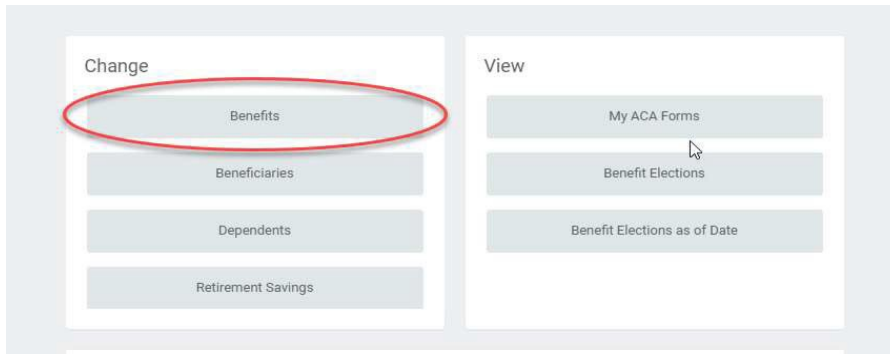 Change
Benefits
Beneficiaries
Dependents
Retirement Savings
View
My ACA Forms
Benefit Elections
Benefit Elections as of Date